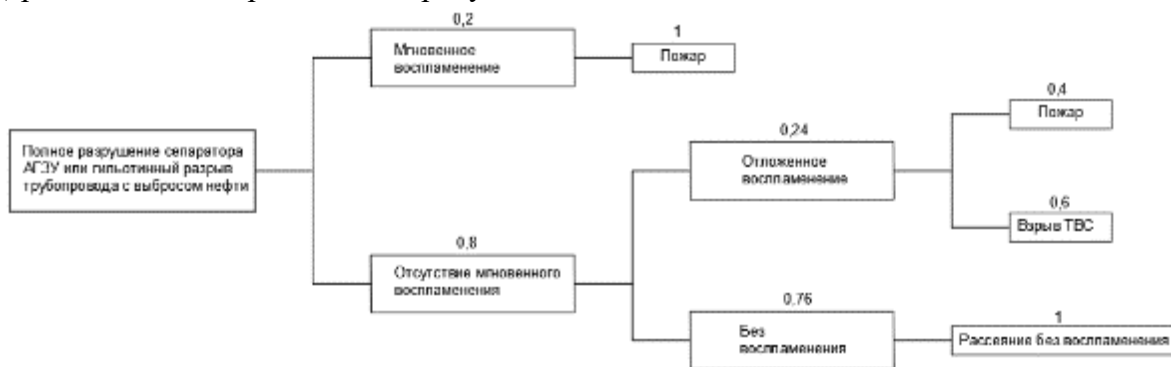 0,2
Мгновенное
воспламенение
1
Пожар
Полное разрушение сепаратора
АГЗУ или гильотинный разрыв
трубопровода с выбросом нефти
0,8
Отсутствие мгновенного
воспламенения
0,24
Отложенное
воспламенение
0,4
Пожар
0,6
Взрыв ТВС
0,76
Без
воспламенения
1
Рассеяние без воспламенения